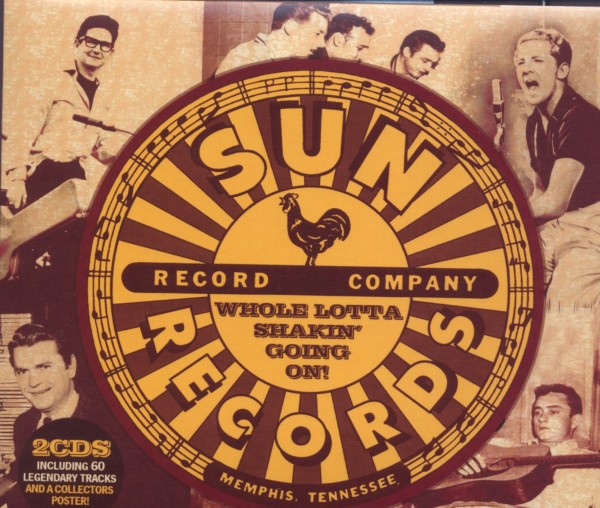 SUN
RECORD COMPANY
WHOLE LOTTA
SHAKIN'
GOING
ON!
RECORDS
MEMPHIS, TENNESSEE.
2CDS
INCLUDING 60
LEGENDARY TRACKS
AND A COLLECTORS
POSTER!